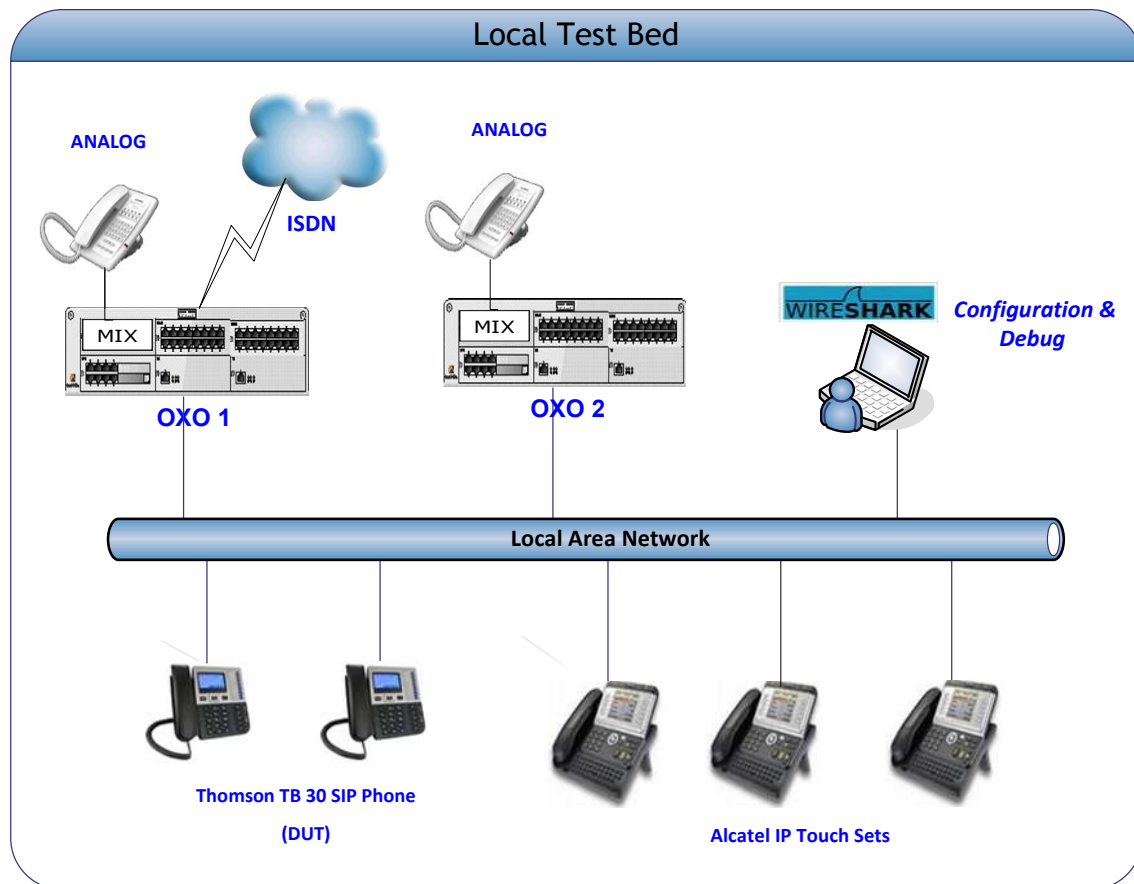 Local Test Bed
ANALOG
ANALOG
ISDN
MIX
MIX
WIRESHARK
Configuration &
Debug
OXO 1
OXO 2
Local Area Network
Thomson TB 30 SIP Phone
(DUT)
Alcatel IP Touch Sets